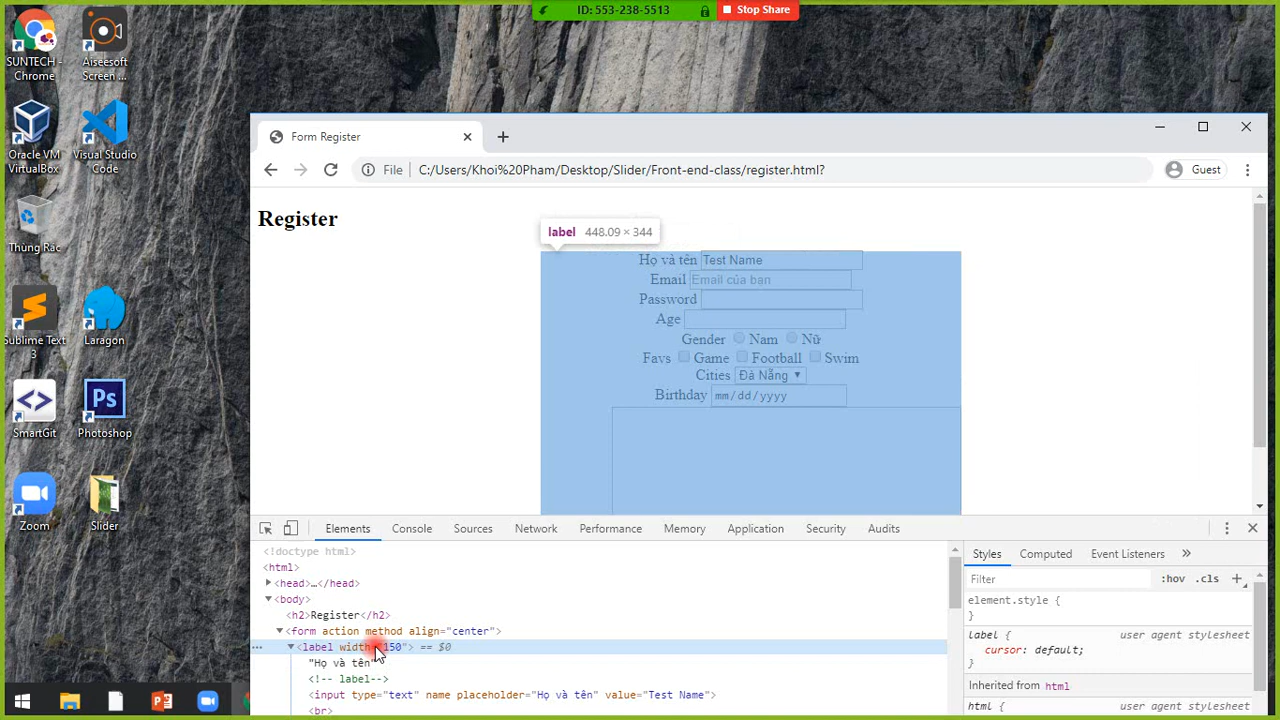 ID: 553-238-5513
Stop Share
SUNTECH - Chrome
Aiseesoft Screen ...
Oracle VM VirtualBox
Visual Studio Code
Thùng Rác
Sublime Text 3
Laragon
SmartGit
Photoshop
Zoom
Slider
Form Register
File
C:/Users/Khoi%20Pham/Desktop/Slider/Front-end-class/register.html?
Guest
Register
label 448.09 × 344
Họ và tên Test Name
Email Email của bạn
Password
Age
Gender Nam Nữ
Favs Game Football Swim
Cities Đà Nẵng
Birthday mm/dd/yyyy
Elements Console Sources Network Performance Memory Application Security Audits
<!doctype html>
<html>
<head>…</head>
<body>
<h2>Register</h2>
<form action method align="center">
<label width="150"> == $0
"Họ và tên"
<!-- label-->
<input type="text" name placeholder="Họ và tên" value="Test Name">
<br>
Styles Computed Event Listeners »
Filter :hov .cls +
element.style {
}
label { user agent stylesheet
cursor: default;
}
Inherited from html
html { user agent stylesheet